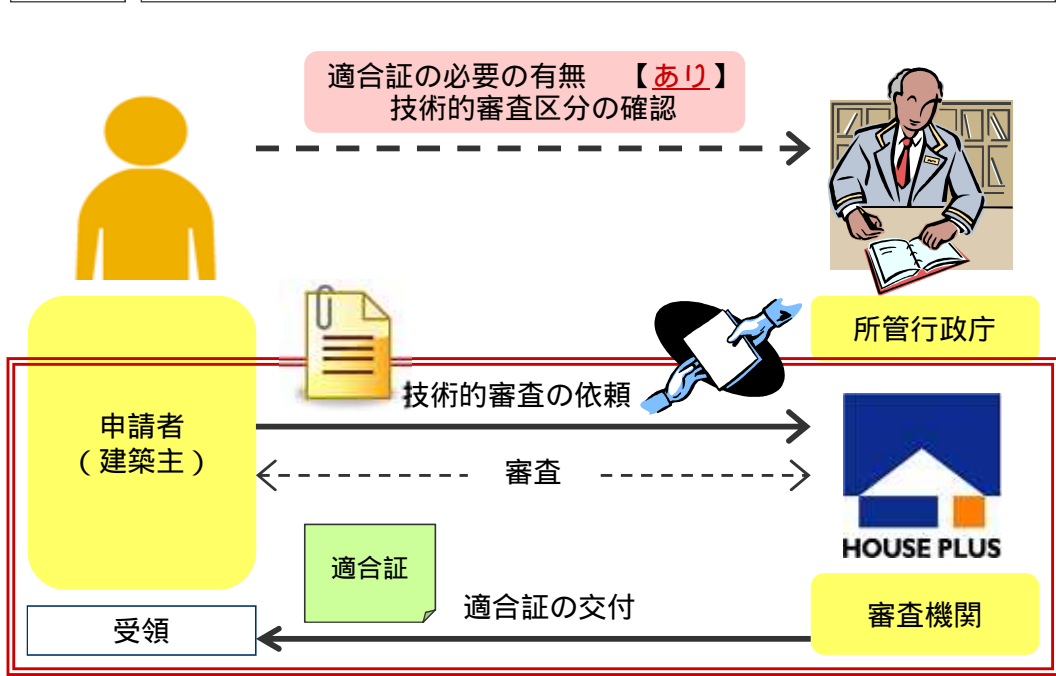 適合証の必要の有無　【あり】
技術的審査区分の確認
所管行政庁
技術的審査の依頼
申請者
（建築主）
審査
HOUSE PLUS
適合証
適合証の交付
審査機関
受領